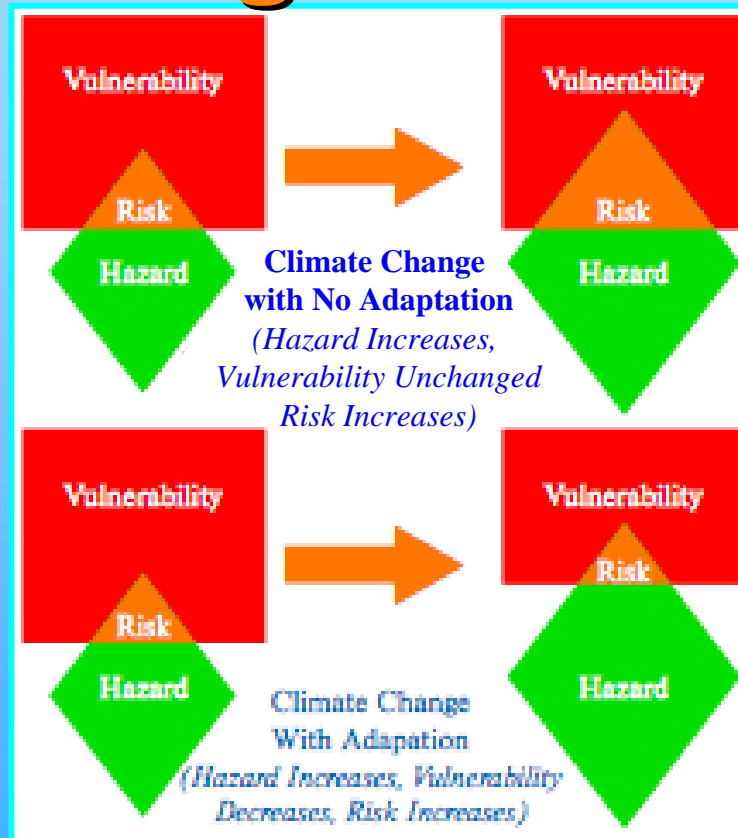 Vulnerability
Risk
Hazard
Vulnerability
Risk
Hazard
Climate Change
with No Adaptation
(Hazard Increases,
Vulnerability Unchanged
Risk Increases)
Vulnerability
Risk
Hazard
Vulnerability
Risk
Hazard
Climate Change
With Adapation
(Hazard Increases, Vulnerability
Decreases, Risk Increases)